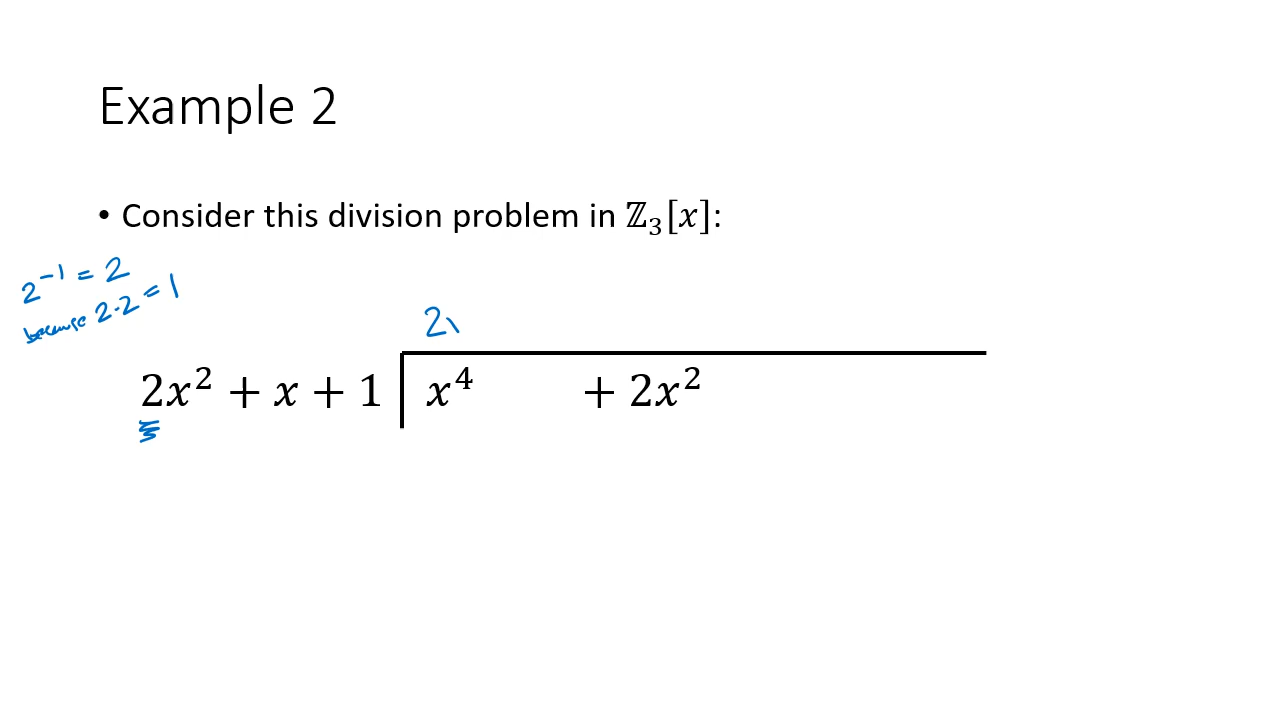 Example 2
• Consider this division problem in ℤ₃[x]:
2⁻¹ = 2
because 2·2 = 1
2
2x² + x + 1 x⁴ + 2x²